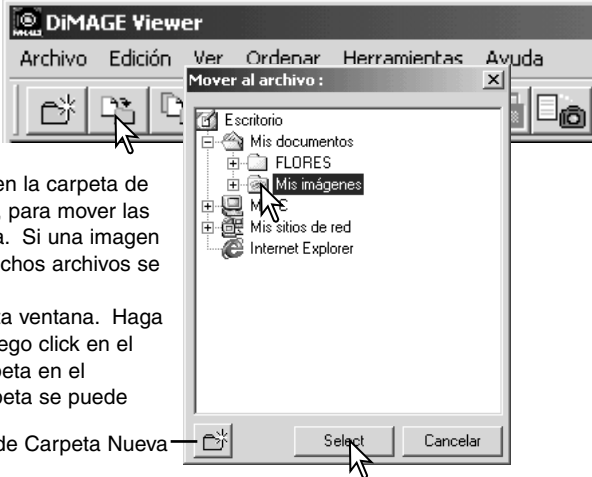 DiMAGE Viewer
Archivo Edición Ver Ordenar Herramientas Ayuda
Mover al archivo :
Escritorio
Mis documentos
FLORES
Mis imágenes
Mis sitios de red
Internet Explorer
en la carpeta de
para mover las
a. Si una imagen
chos archivos se
ta ventana. Haga
ego click en el
peta en el
peta se puede
de Carpeta Nueva
Select Cancelar